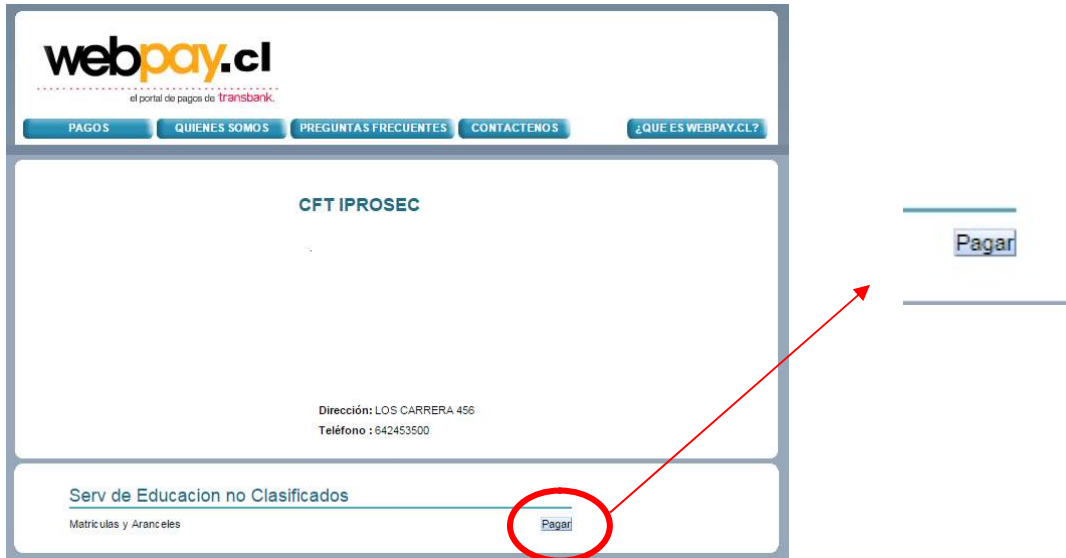 webpay.cl
el portal de pagos de transbank.
PAGOS QUIENES SOMOS PREGUNTAS FRECUENTES CONTACTENOS ¿QUE ES WEBPAY.CL?
CFT IPROSEC
Pagar
Dirección: LOS CARRERA 456
Teléfono : 642453500
Serv de Educacion no Clasificados
Matriculas y Aranceles Pagar